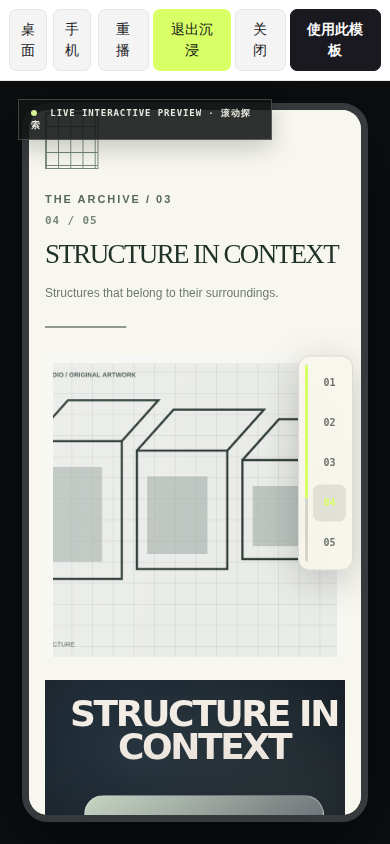 桌面
手机
重播
退出沉浸
关闭
使用此模板
LIVE INTERACTIVE PREVIEW · 滚动探索
THE ARCHIVE / 03
04 / 05
STRUCTURE IN CONTEXT
Structures that belong to their surroundings.
DIO / ORIGINAL ARTWORK
01
02
03
04
05
CTURE
STRUCTURE IN
CONTEXT